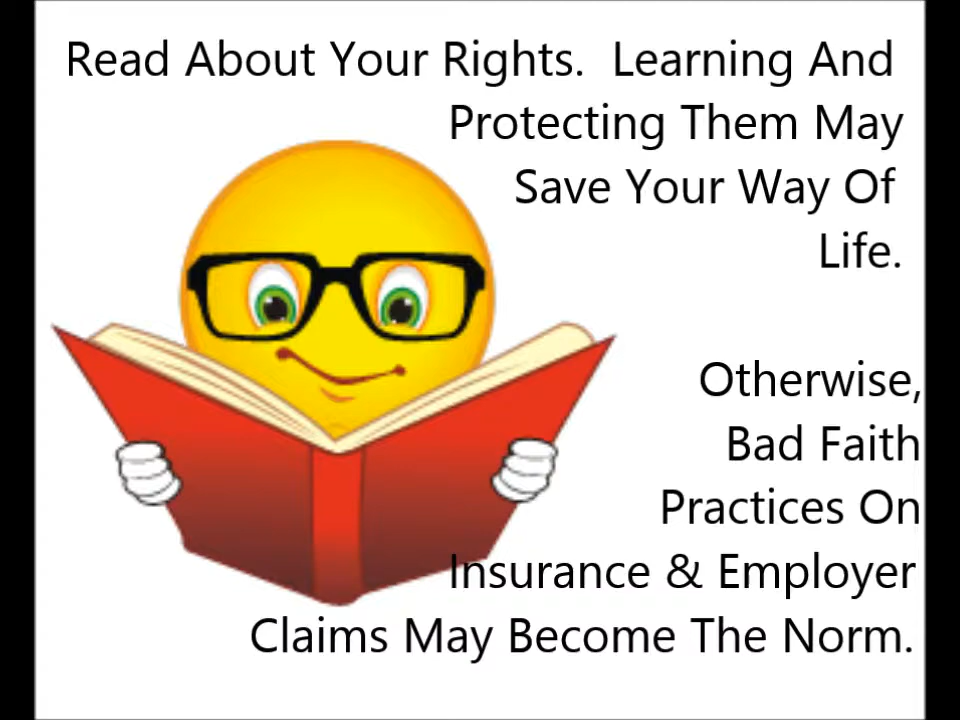 Read About Your Rights.  Learning And
Protecting Them May
Save Your Way Of
Life.
Otherwise,
Bad Faith
Practices On
Insurance & Employer
Claims May Become The Norm.